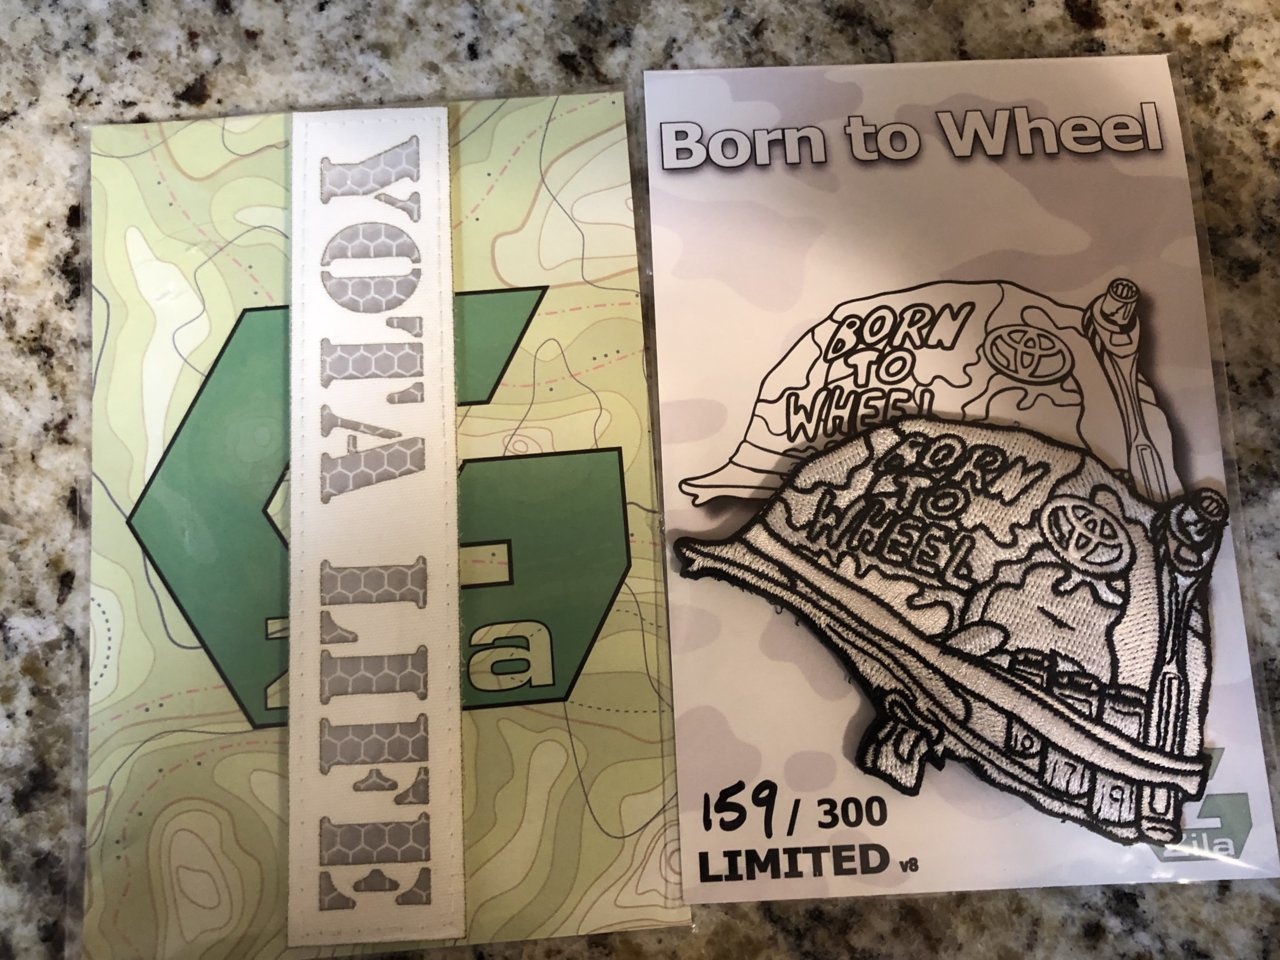 YOTA LIFE
a
Born to Wheel
BORN
TO
WHEEL
BORN
TO
WHEEL
159 / 300
LIMITED v8
zila